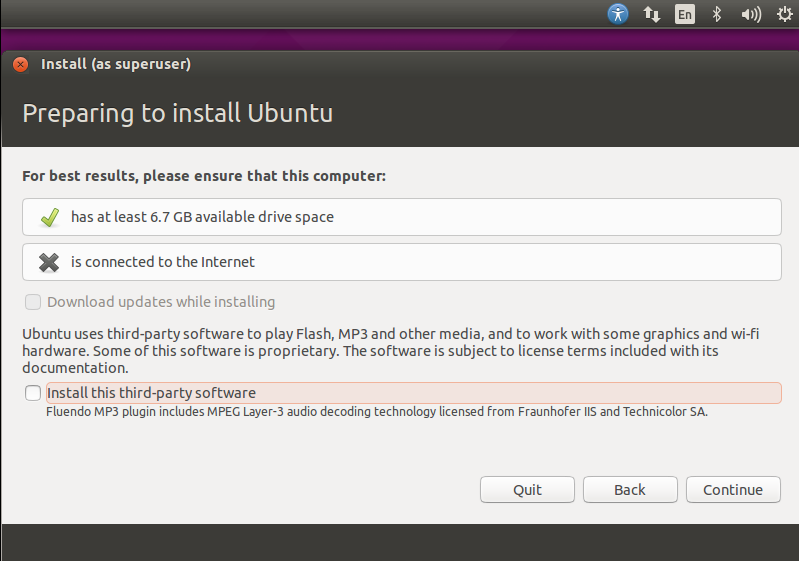 En
Install (as superuser)
Preparing to install Ubuntu
For best results, please ensure that this computer:
has at least 6.7 GB available drive space
is connected to the Internet
Download updates while installing
Ubuntu uses third-party software to play Flash, MP3 and other media, and to work with some graphics and wi-fi
hardware. Some of this software is proprietary. The software is subject to license terms included with its
documentation.
Install this third-party software
Fluendo MP3 plugin includes MPEG Layer-3 audio decoding technology licensed from Fraunhofer IIS and Technicolor SA.
Quit Back Continue